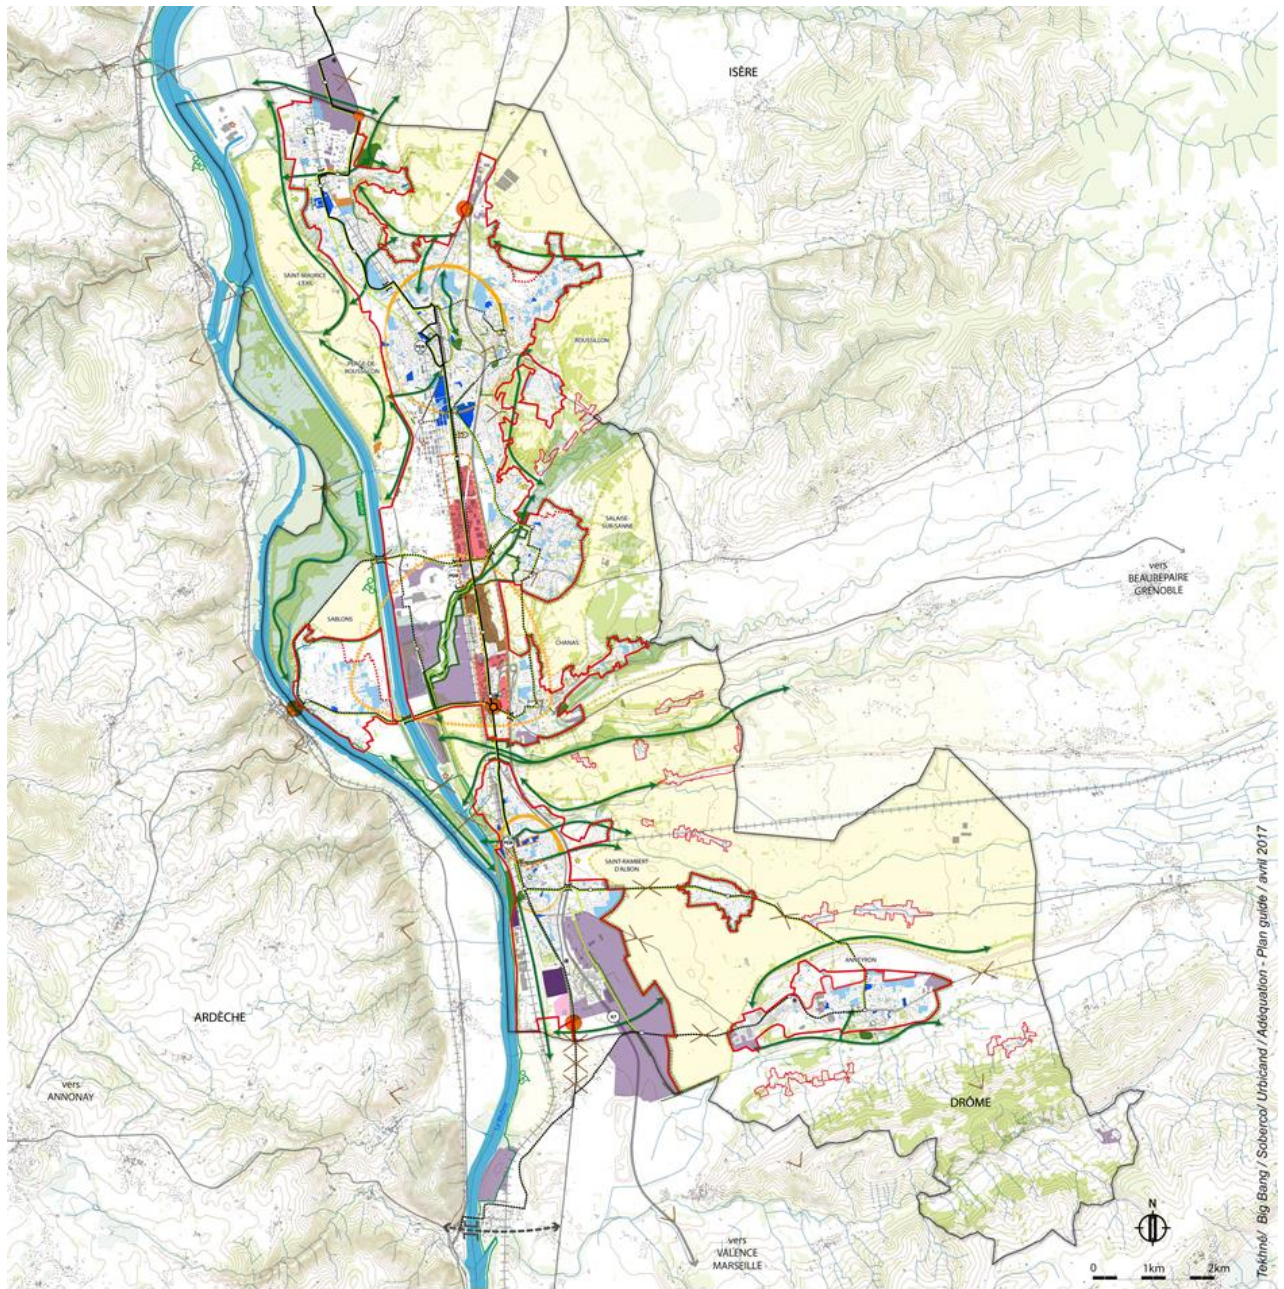 ISÈRE
SAINT-MAURICE
L'EXIL
ROUSSILLON
PÉAGE-DE-
ROUSSILLON
SALAISE-
SUR-SANNE
vers
BEAUREPAIRE
GRENOBLE
SABLONS
CHANAS
SAINT-RAMBERT
D'ALBON
ANNEYRON
ARDÈCHE
vers
ANNONAY
DRÔME
vers
VALENCE
MARSEILLE
N
0 1km 2km
Tekhnê/ Big Bang / Soberco/ Urbicand / Adéquation - Plan guide / avril 2017